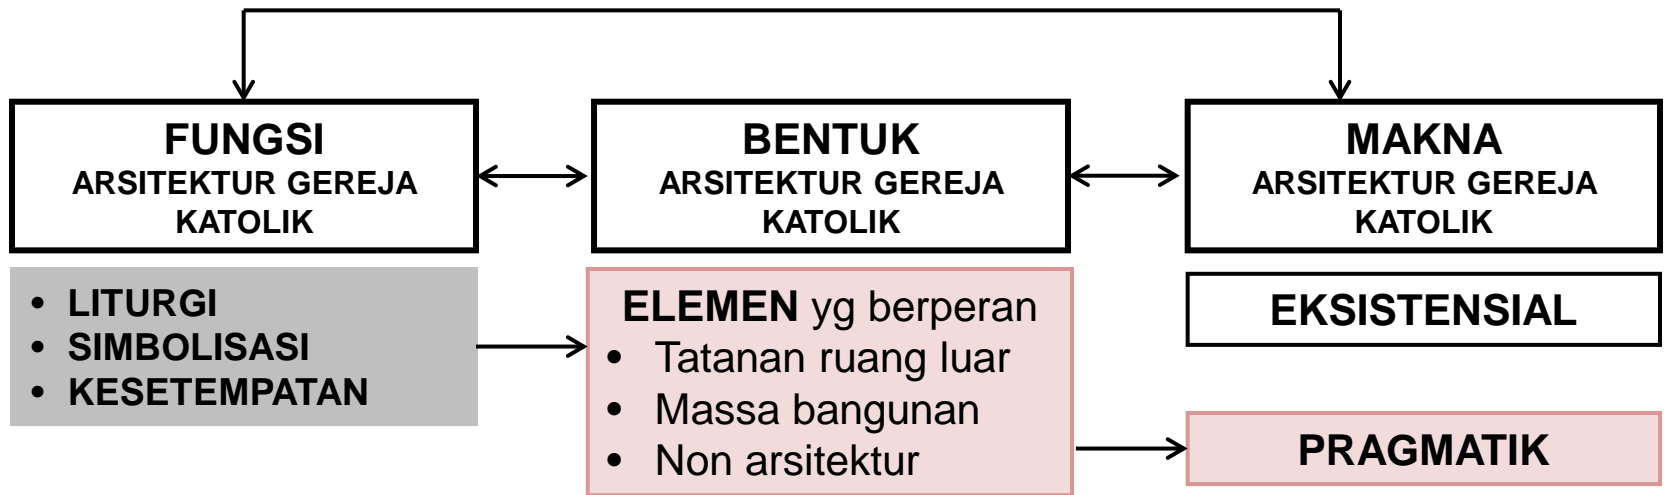 FUNGSI
ARSITEKTUR GEREJA
KATOLIK
BENTUK
ARSITEKTUR GEREJA
KATOLIK
MAKNA
ARSITEKTUR GEREJA
KATOLIK
• LITURGI
• SIMBOLISASI
• KESETEMPATAN
ELEMEN yg berperan
• Tatanan ruang luar
• Massa bangunan
• Non arsitektur
EKSISTENSIAL
PRAGMATIK